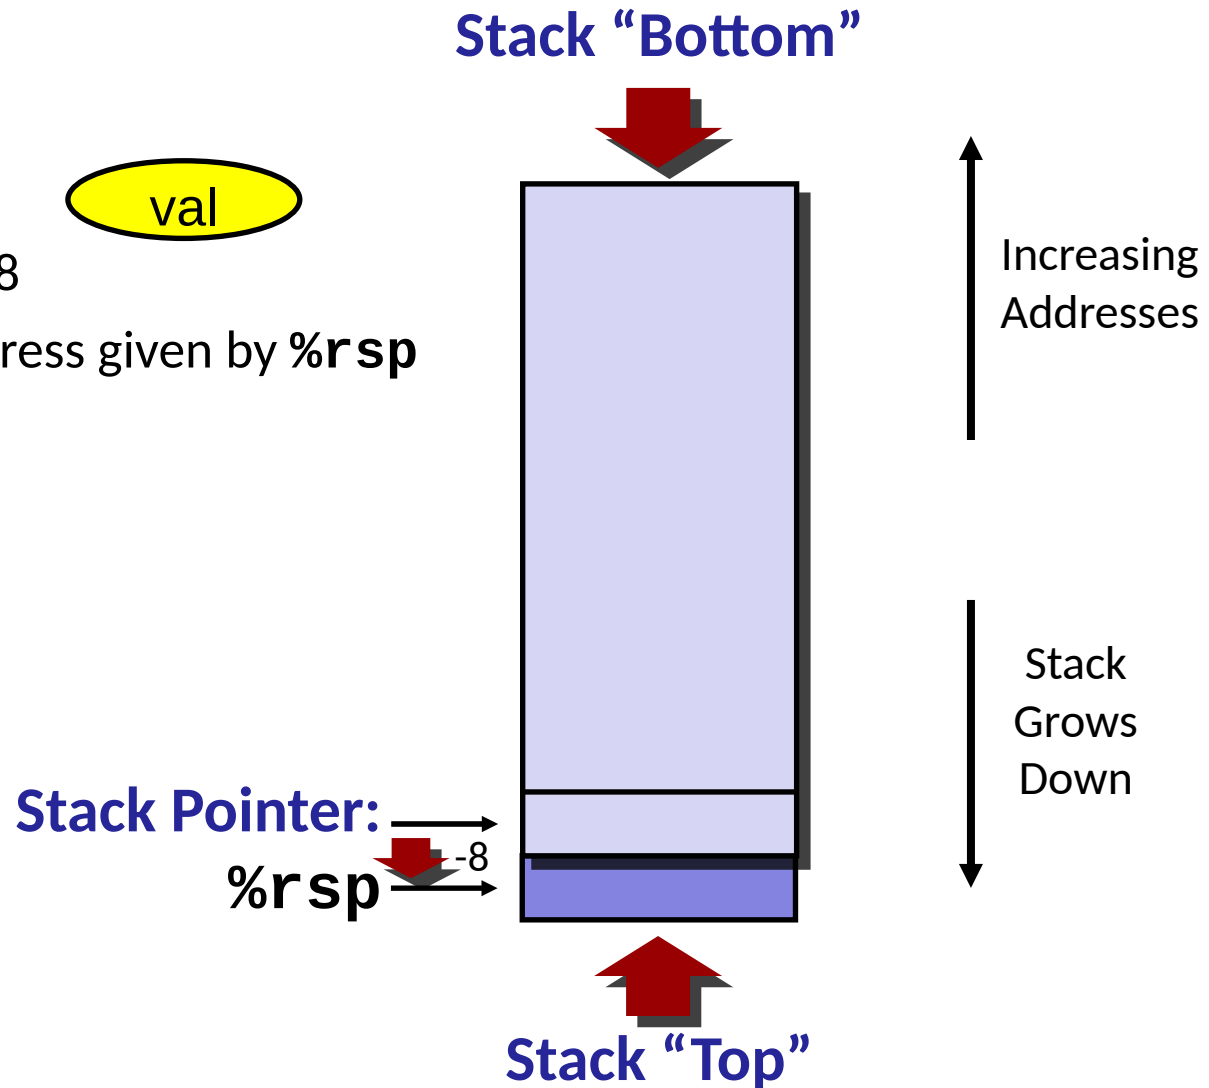 Stack “Bottom”
val
8
ress given by %rsp
Increasing
Addresses
Stack
Grows
Down
Stack Pointer:
-8
%rsp
Stack “Top”